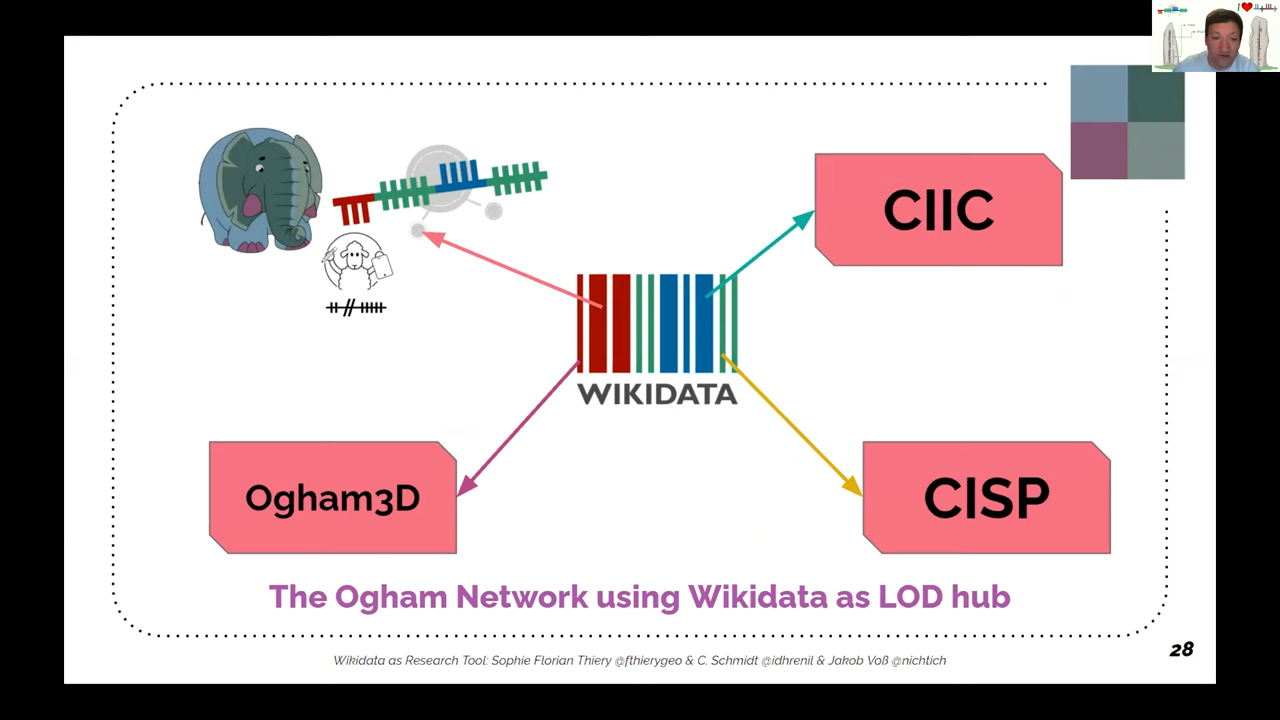 CIIC
WIKIDATA
Ogham3D
CISP
The Ogham Network using Wikidata as LOD hub
28
Wikidata as Research Tool: Sophie Florian Thiery @fthierygeo & C. Schmidt @idhrenil & Jakob Voß @nichtich